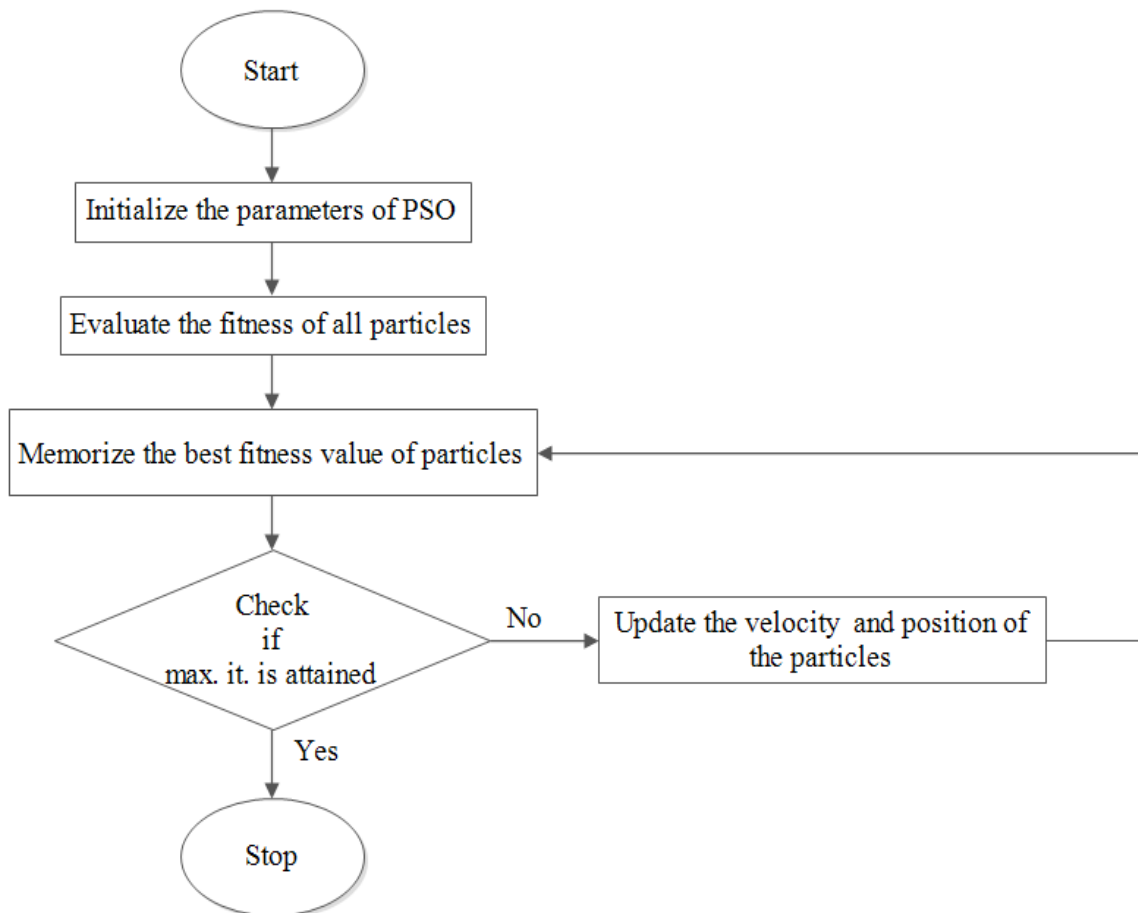 Start
Initialize the parameters of PSO
Evaluate the fitness of all particles
Memorize the best fitness value of particles
Check
if
max. it. is attained
No
Update the velocity and position of
the particles
Yes
Stop